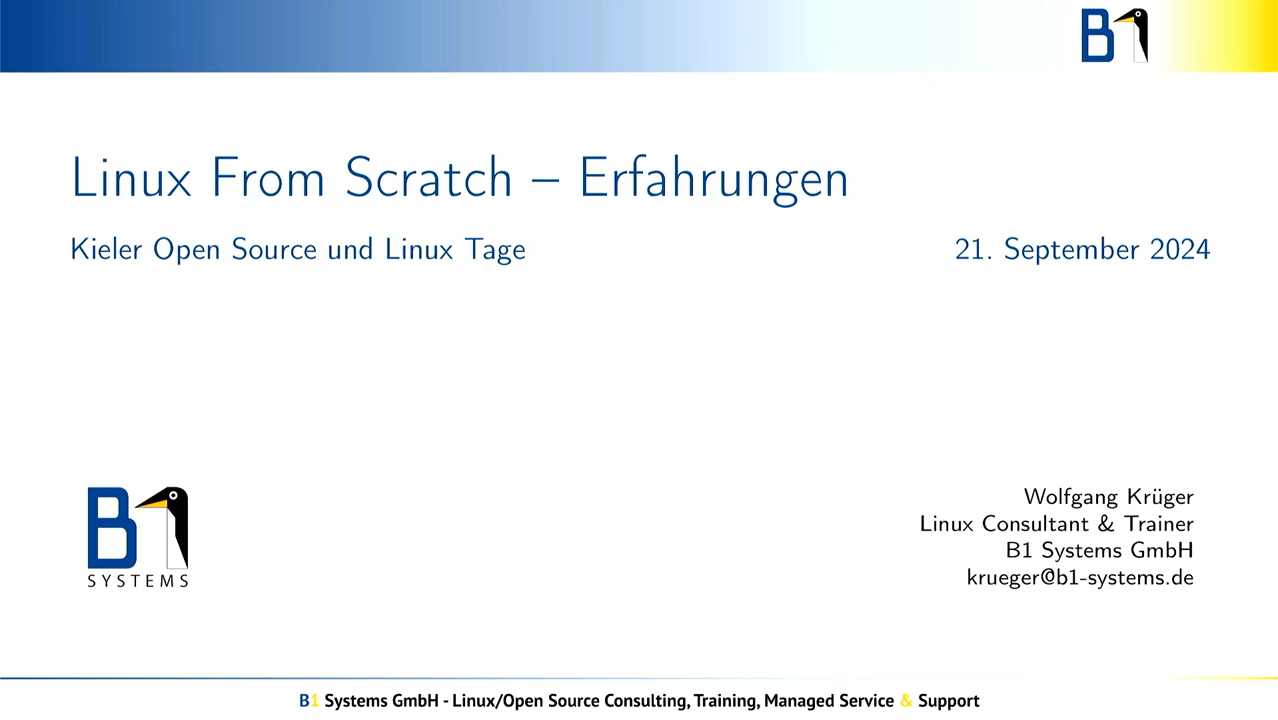 B1
Linux From Scratch – Erfahrungen
Kieler Open Source und Linux Tage
21. September 2024
Wolfgang Krüger
Linux Consultant & Trainer
B1 Systems GmbH
krueger@b1-systems.de
B1
SYSTEMS
B1 Systems GmbH - Linux/Open Source Consulting, Training, Managed Service & Support